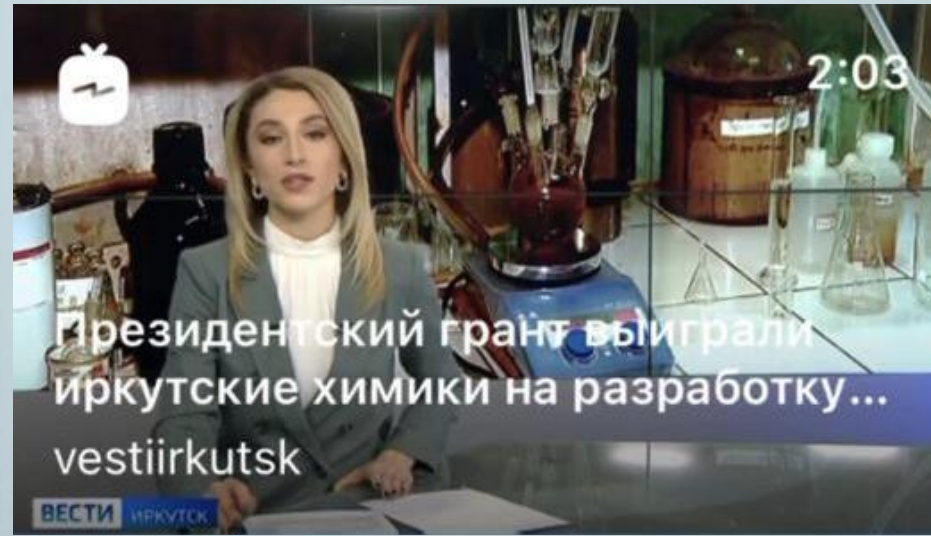 2:03
Президентский грант выиграли
иркутские химики на разработку...
vestiirkutsk
ВЕСТИ ИРКУТСК